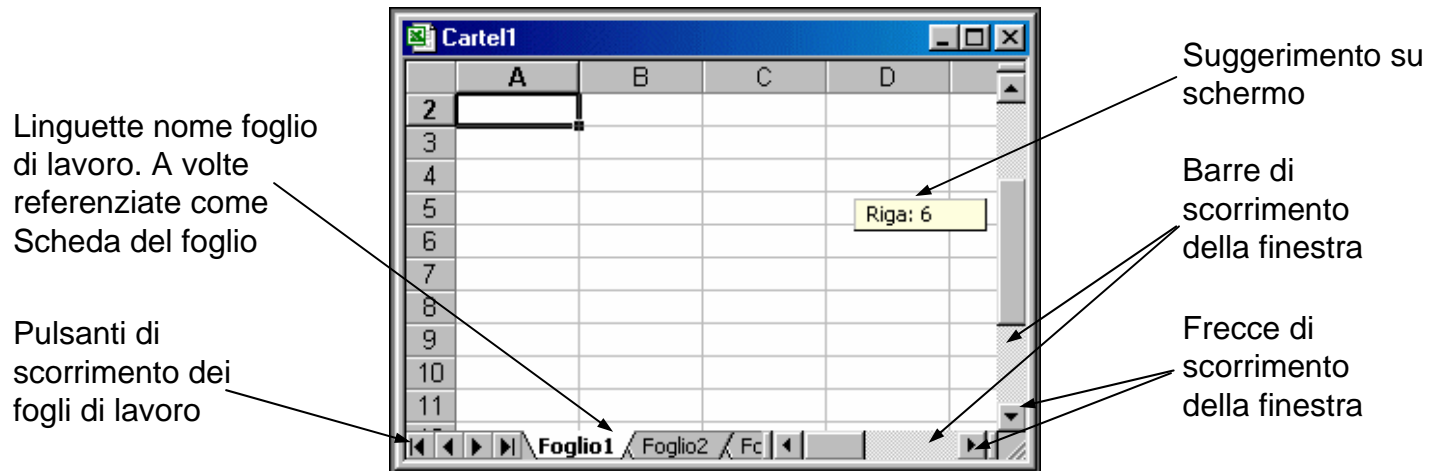 Cartel1
A B C D
2
3
4
5
6
7
8
9
10
11
Riga: 6
Foglio1 Foglio2 Fc
Linguette nome foglio
di lavoro. A volte
referenziate come
Scheda del foglio
Pulsanti di
scorrimento dei
fogli di lavoro
Suggerimento su
schermo
Barre di
scorrimento
della finestra
Frecce di
scorrimento
della finestra